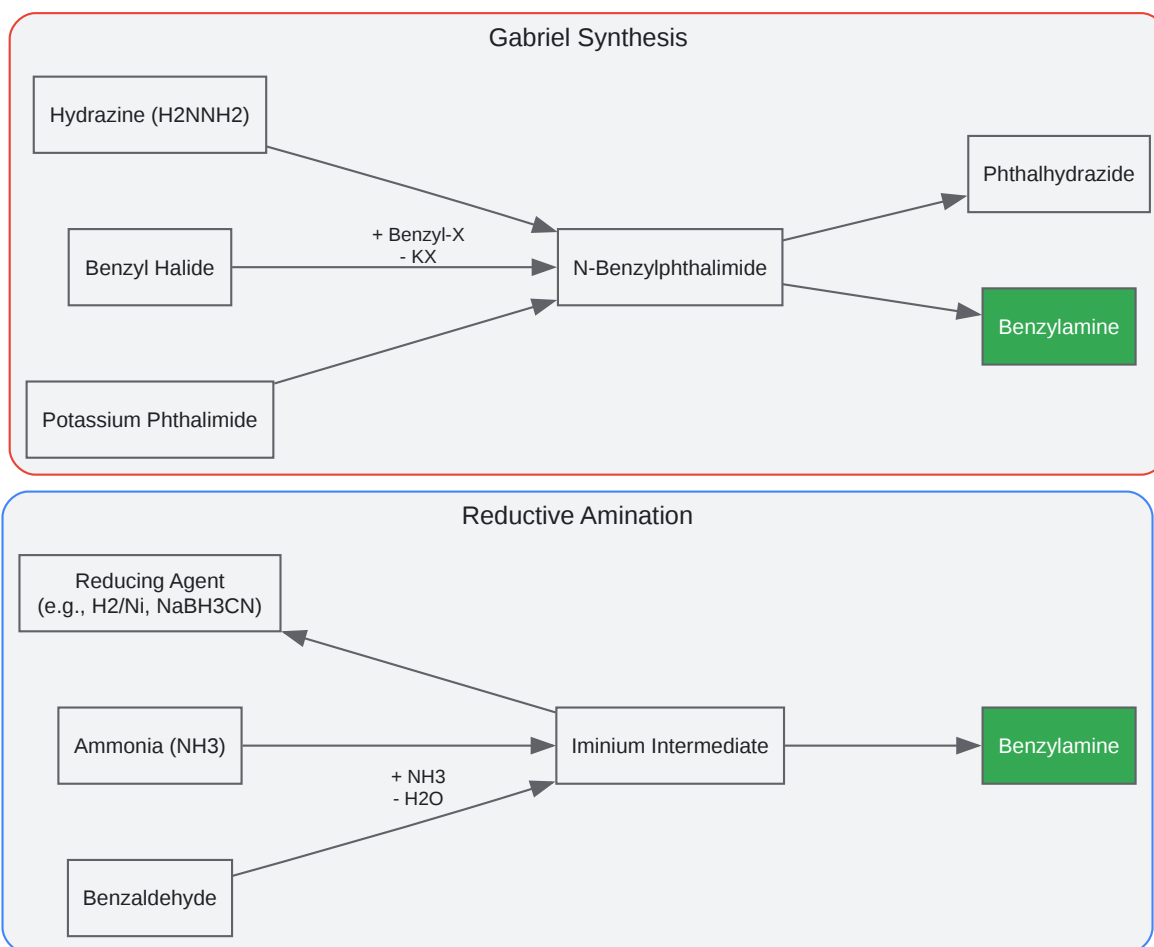 Gabriel Synthesis
Hydrazine (H2NNH2)
Phthalhydrazide
+ Benzyl-X
- KX
Benzyl Halide
N-Benzylphthalimide
Benzylamine
Potassium Phthalimide
Reductive Amination
Reducing Agent
(e.g., H2/Ni, NaBH3CN)
Ammonia (NH3)
Iminium Intermediate
Benzylamine
+ NH3
- H2O
Benzaldehyde